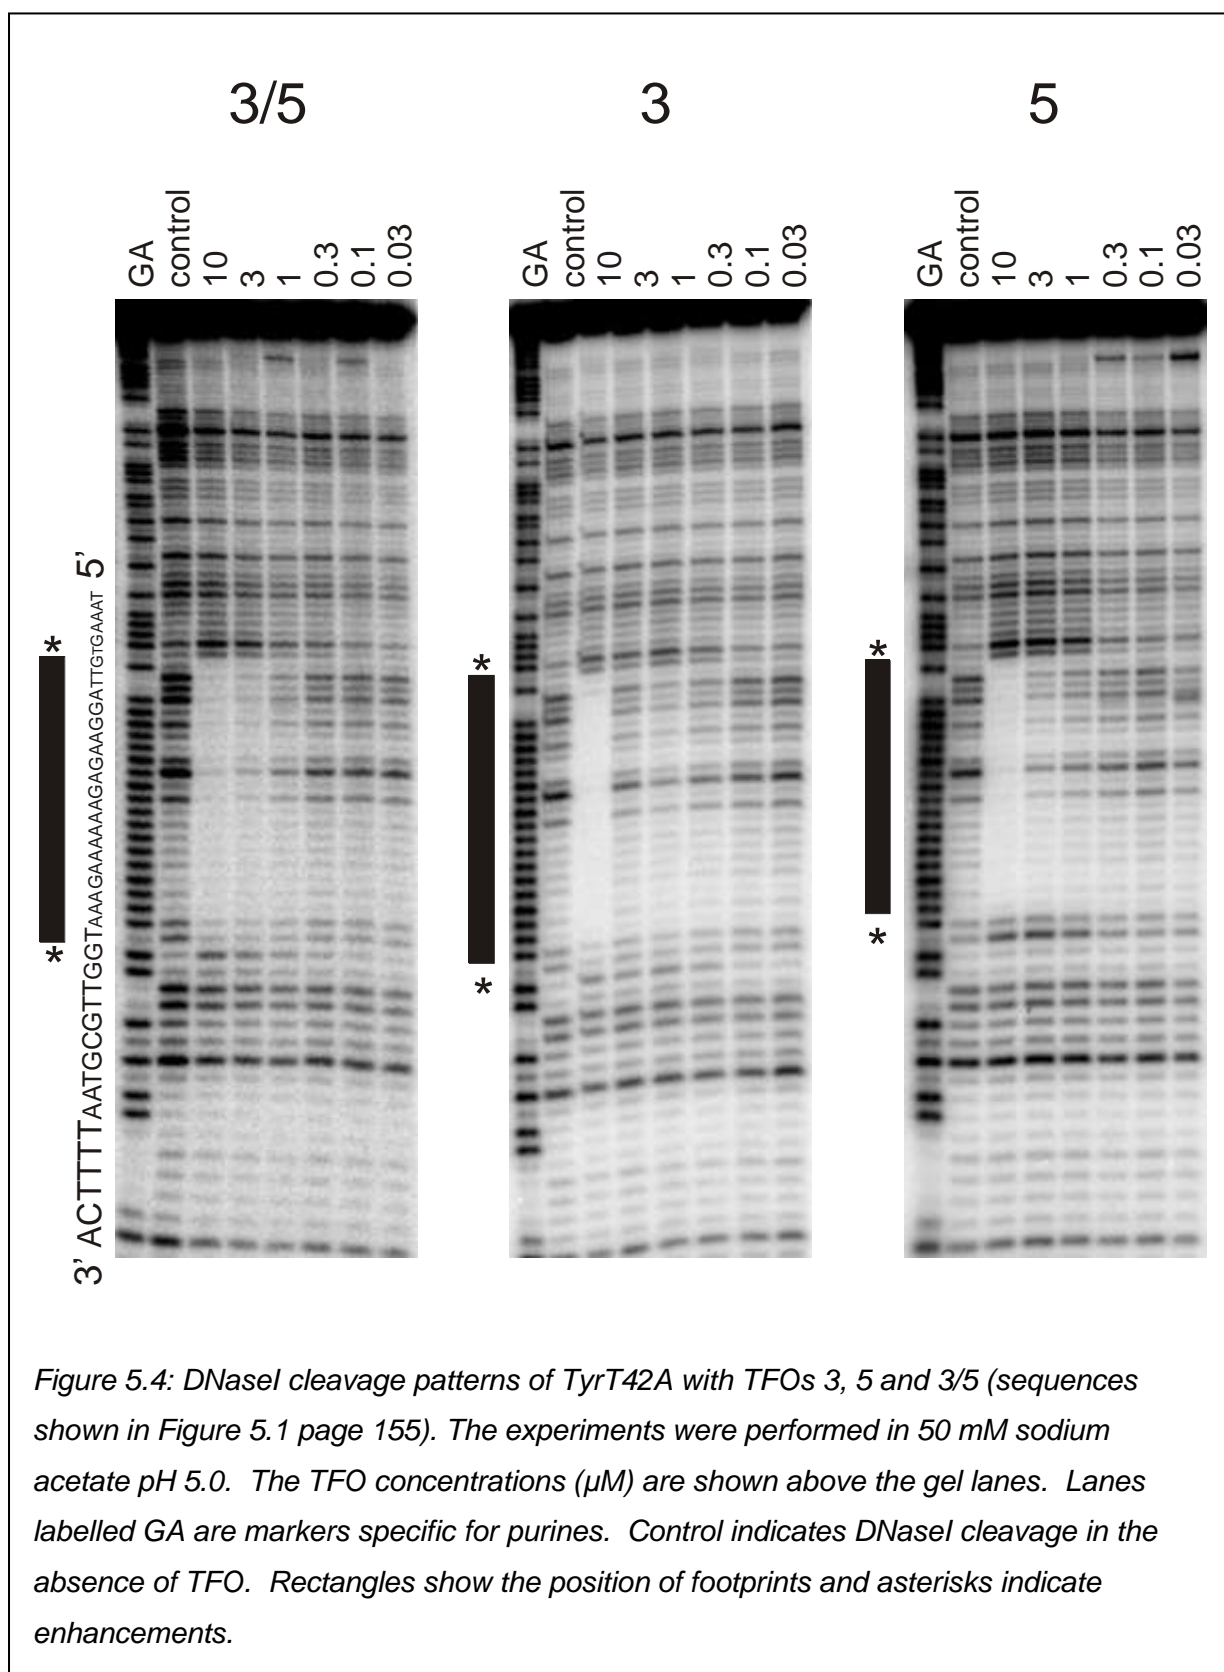 3/5 3 5
GA control 10 3 1 0.3 0.1 0.03
GA control 10 3 1 0.3 0.1 0.03
GA control 10 3 1 0.3 0.1 0.03
* * *
* * *
3’ ACTTTTAATGCGTTGGTAAAGAAAAAAGAGAAGGATTGTGAAAT 5’
Figure 5.4: DNaseI cleavage patterns of TyrT42A with TFOs 3, 5 and 3/5 (sequences
shown in Figure 5.1 page 155). The experiments were performed in 50 mM sodium
acetate pH 5.0. The TFO concentrations (μM) are shown above the gel lanes. Lanes
labelled GA are markers specific for purines. Control indicates DNaseI cleavage in the
absence of TFO. Rectangles show the position of footprints and asterisks indicate
enhancements.